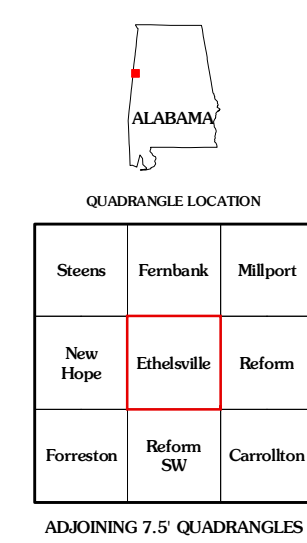 ALABAMA
QUADRANGLE LOCATION
Steens Fernbank Millport
New Hope Ethelsville Reform
Forreston Reform SW Carrollton
ADJOINING 7.5' QUADRANGLES